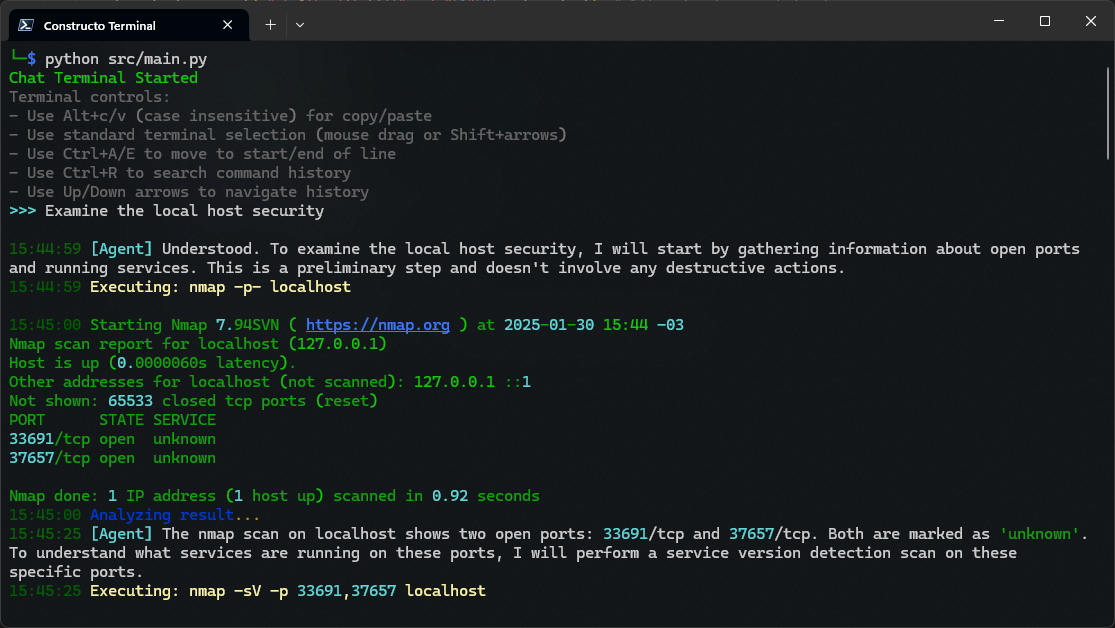 Constructo Terminal
└─$ python src/main.py
Chat Terminal Started
Terminal controls:
- Use Alt+c/v (case insensitive) for copy/paste
- Use standard terminal selection (mouse drag or Shift+arrows)
- Use Ctrl+A/E to move to start/end of line
- Use Ctrl+R to search command history
- Use Up/Down arrows to navigate history
>>> Examine the local host security
15:44:59 [Agent] Understood. To examine the local host security, I will start by gathering information about open ports
and running services. This is a preliminary step and doesn't involve any destructive actions.
15:44:59 Executing: nmap -p- localhost
15:45:00 Starting Nmap 7.94SVN ( https://nmap.org ) at 2025-01-30 15:44 -03
Nmap scan report for localhost (127.0.0.1)
Host is up (0.0000060s latency).
Other addresses for localhost (not scanned): 127.0.0.1 ::1
Not shown: 65533 closed tcp ports (reset)
PORT      STATE SERVICE
33691/tcp open  unknown
37657/tcp open  unknown
Nmap done: 1 IP address (1 host up) scanned in 0.92 seconds
15:45:00 Analyzing result...
15:45:25 [Agent] The nmap scan on localhost shows two open ports: 33691/tcp and 37657/tcp. Both are marked as 'unknown'.
To understand what services are running on these ports, I will perform a service version detection scan on these
specific ports.
15:45:25 Executing: nmap -sV -p 33691,37657 localhost